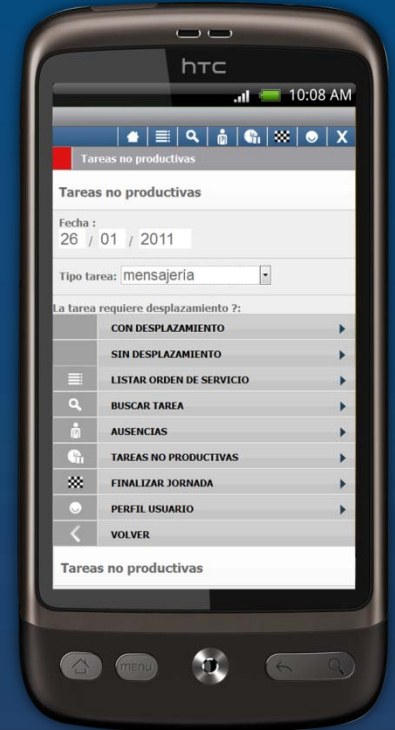 hTC
10:08 AM
X
Tareas no productivas
Tareas no productivas
Fecha :
26 / 01 / 2011
Tipo tarea: mensajería
La tarea requiere desplazamiento ?:
CON DESPLAZAMIENTO
SIN DESPLAZAMIENTO
LISTAR ORDEN DE SERVICIO
BUSCAR TAREA
AUSENCIAS
TAREAS NO PRODUCTIVAS
FINALIZAR JORNADA
PERFIL USUARIO
VOLVER
Tareas no productivas
menu